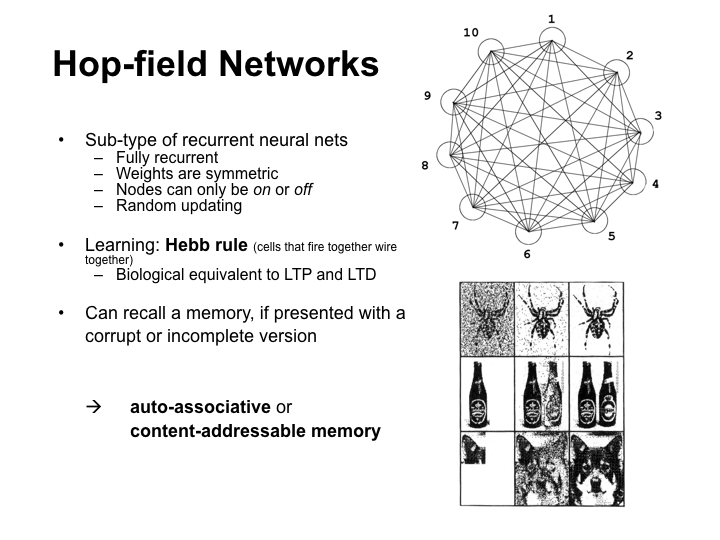 Hop-field Networks
• Sub-type of recurrent neural nets
– Fully recurrent
– Weights are symmetric
– Nodes can only be on or off
– Random updating
• Learning: Hebb rule (cells that fire together wire
together)
– Biological equivalent to LTP and LTD
• Can recall a memory, if presented with a
corrupt or incomplete version
→ auto-associative or
content-addressable memory
1
2
3
4
5
6
7
8
9
10